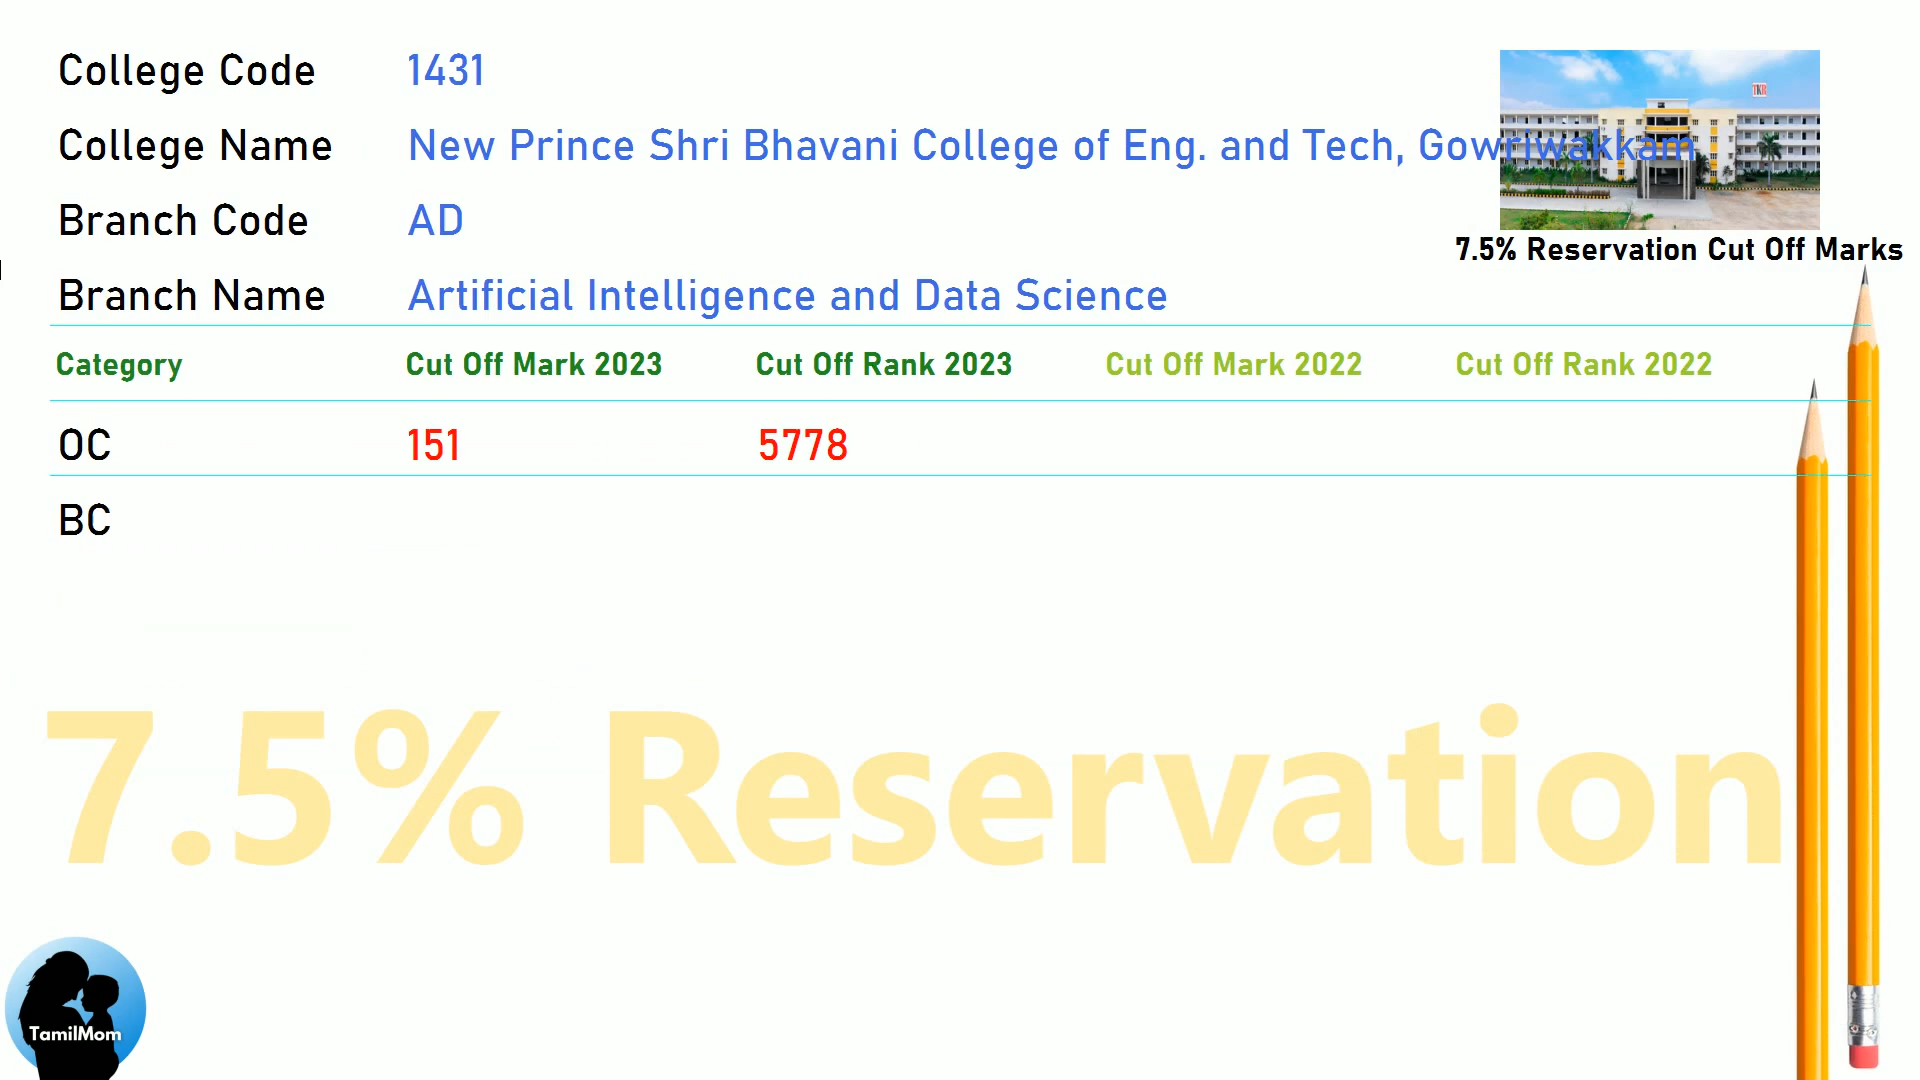 College Code 1431
College Name New Prince Shri Bhavani College of Eng. and Tech, Gowriwakkam
TKR
Branch Code AD
7.5% Reservation Cut Off Marks
Branch Name Artificial Intelligence and Data Science
Category Cut Off Mark 2023 Cut Off Rank 2023 Cut Off Mark 2022 Cut Off Rank 2022
OC 151 5778
BC
7.5% Reservation
TamilMom